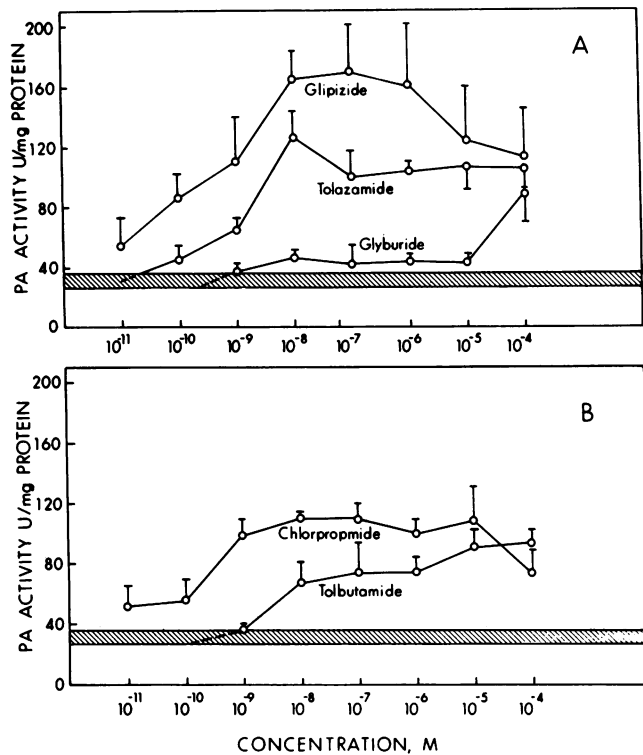 PA ACTIVITY U/mg PROTEIN
200
160
120
80
40
0
A
Glipizide
Tolazamide
Glyburide
10-11 10-10 10-9 10-8 10-7 10-6 10-5 10-4
PA ACTIVITY U/mg PROTEIN
200
160
120
80
40
0
B
Chlorpropmide
Tolbutamide
10-11 10-10 10-9 10-8 10-7 10-6 10-5 10-4
CONCENTRATION, M